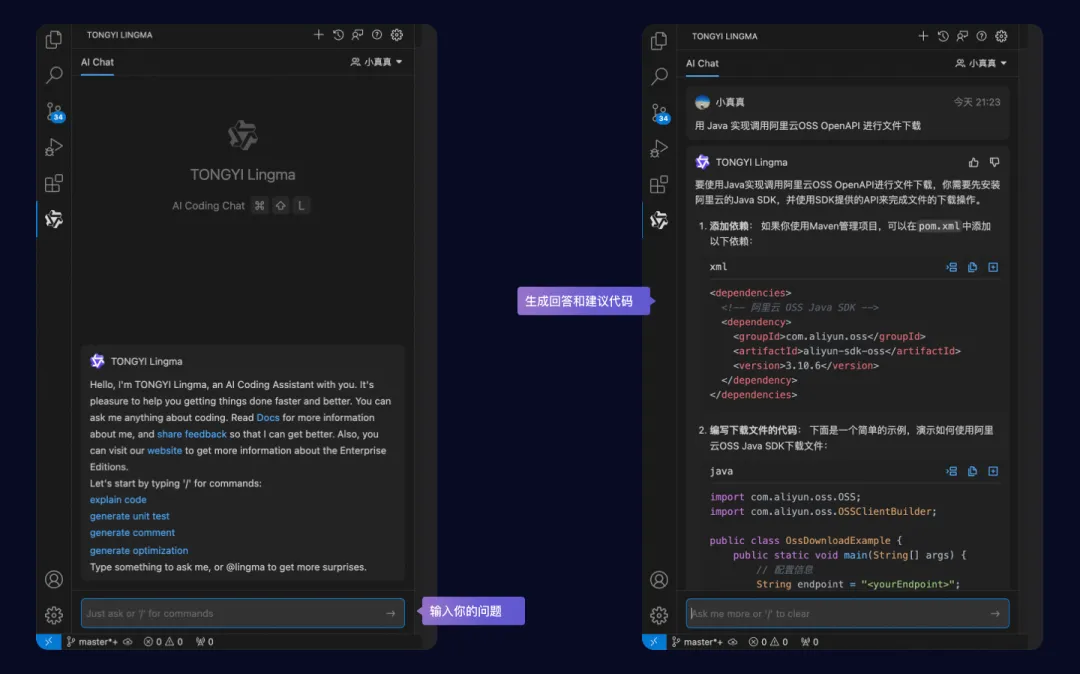 TONGYI LINGMA
AI Chat
小真真
34
TONGYI Lingma
AI Coding Chat ⌘ ⇧ L
TONGYI Lingma
Hello, I'm TONGYI Lingma, an AI Coding Assistant with you. It's
pleasure to help you getting things done faster and better. You can
ask me anything about coding. Read Docs for more information
about me, and share feedback so that I can get better. Also, you
can visit our website to get more information about the Enterprise
Editions.
Let's start by typing '/' for commands:
explain code
generate unit test
generate comment
generate optimization
Type something to ask me, or @lingma to get more surprises.
Just ask or '/' for commands
master*+ 0 0 0
输入你的问题
生成回答和建议代码
TONGYI LINGMA
AI Chat
小真真
34
小真真
今天 21:23
用 Java 实现调用阿里云OSS OpenAPI 进行文件下载
TONGYI Lingma
要使用Java实现调用阿里云OSS OpenAPI进行文件下载，你需要先安装
阿里云的Java SDK，并使用SDK提供的API来完成文件的下载操作。
1. 添加依赖： 如果你使用Maven管理项目，可以在 pom.xml 中添加
以下依赖：
xml
<dependencies>
<!-- 阿里云 OSS Java SDK -->
<dependency>
<groupId>com.aliyun.oss</groupId>
<artifactId>aliyun-sdk-oss</artifactId>
<version>3.10.6</version>
</dependency>
</dependencies>
2. 编写下载文件的代码： 下面是一个简单的示例，演示如何使用阿里
云OSS Java SDK下载文件：
java
import com.aliyun.oss.OSS;
import com.aliyun.oss.OSSClientBuilder;
public class OssDownloadExample {
public static void main(String[] args) {
// 配置信息
String endpoint = "<yourEndpoint>";
Ask me more or '/' to clear
master*+ 0 0 0